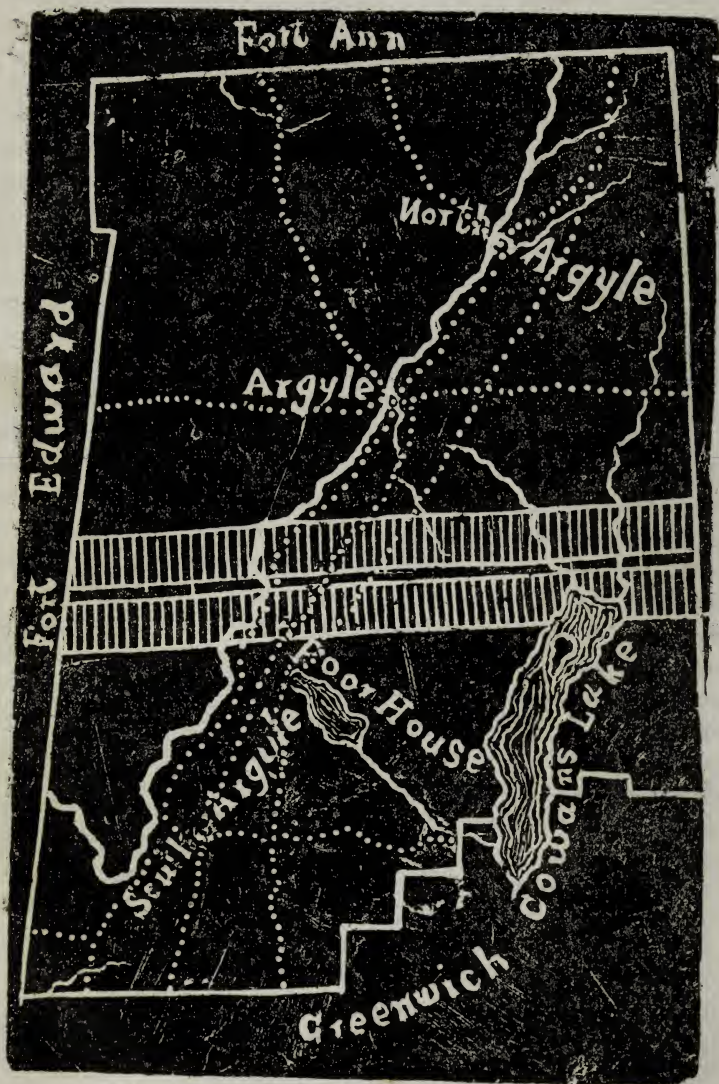 Fort Ann
North
Argyle
Fort Edward
Argyle
Poor House
South Argyle
Cowans Lake
Greenwich